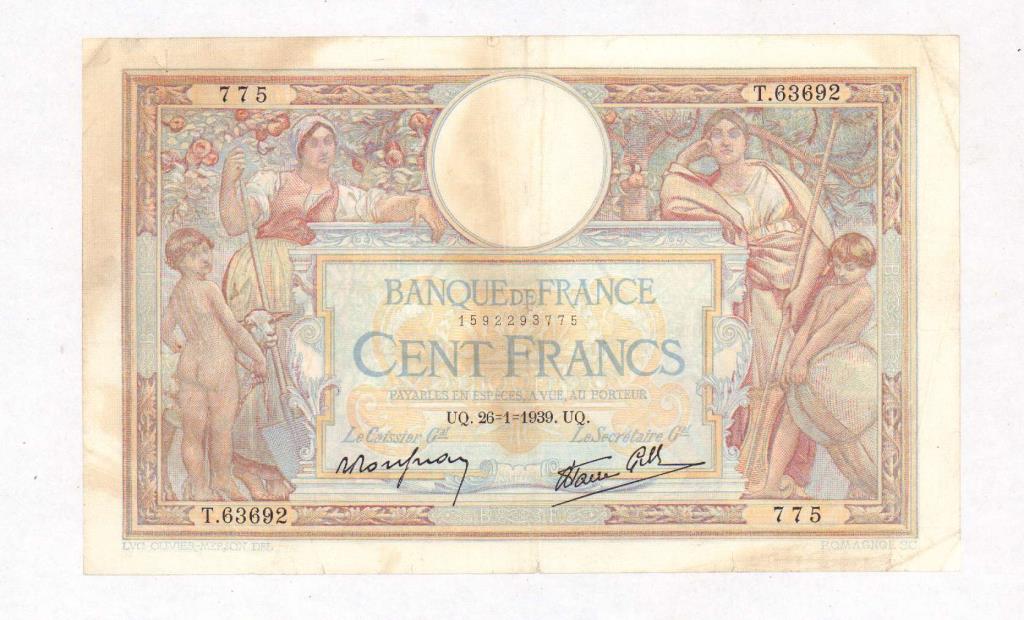 775 T.63692
BANQUE DE FRANCE
1592293775
CENT FRANCS
PAYABLES EN ESPÈCES, A VUE, AU PORTEUR
UQ. 26=1=1939. UQ.
Le Caissier Gal Le Secrétaire Gal
T.63692 775
LVC-OLIVIER-MERSON DEL ROMAGNOL SC